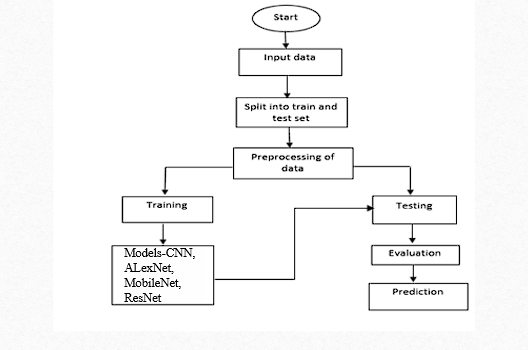 Start
Input data
Split into train and
test set
Preprocessing of
data
Training
Testing
Models-CNN,
ALexNet,
MobileNet,
ResNet
Evaluation
Prediction